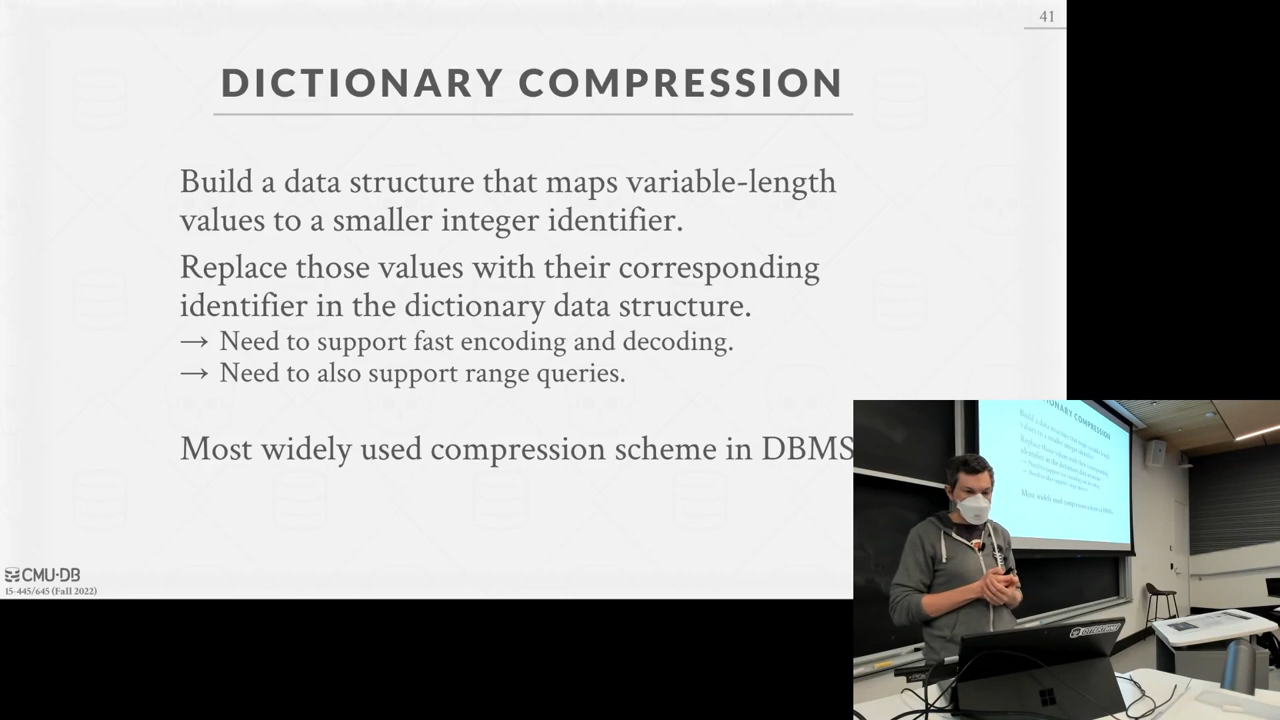 41
DICTIONARY COMPRESSION
Build a data structure that maps variable-length
values to a smaller integer identifier.
Replace those values with their corresponding
identifier in the dictionary data structure.
→ Need to support fast encoding and decoding.
→ Need to also support range queries.
Most widely used compression scheme in DBMS
CMU·DB
15-445/645 (Fall 2022)